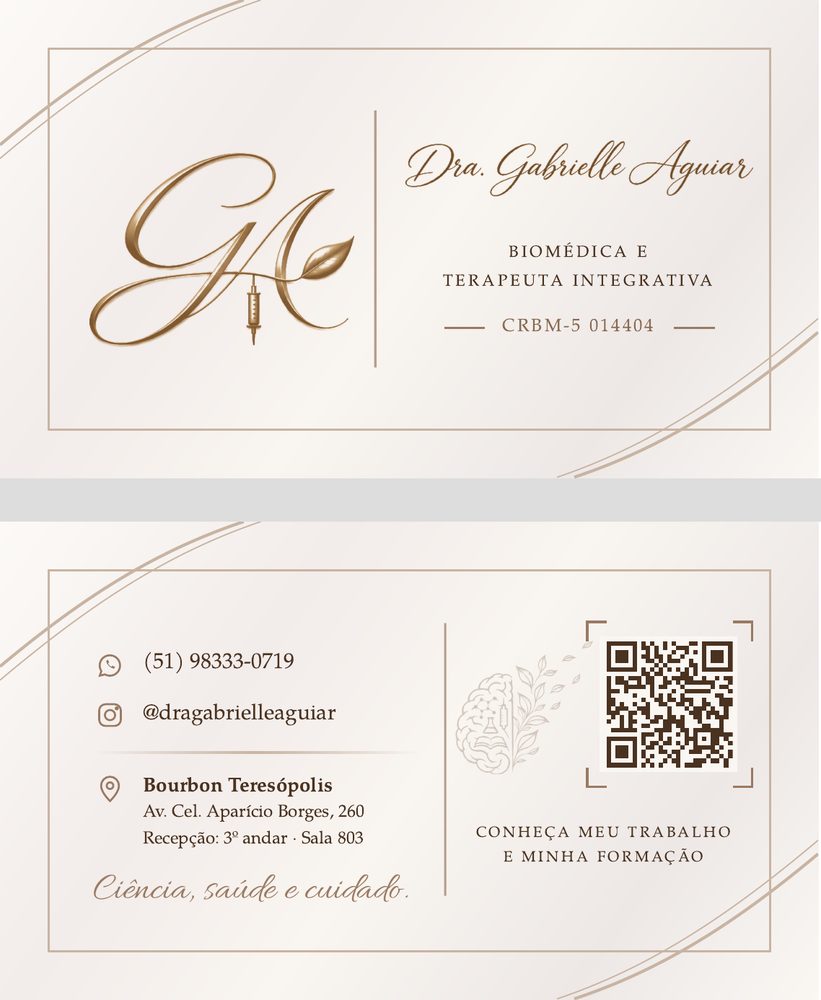 GA
Dra. Gabrielle Aguiar
BIOMÉDICA E
TERAPEUTA INTEGRATIVA
CRBM-5 014404
(51) 98333-0719
@dragabrielleaguiar
Bourbon Teresópolis
Av. Cel. Aparício Borges, 260
Recepção: 3º andar · Sala 803
Ciência, saúde e cuidado.
CONHEÇA MEU TRABALHO
E MINHA FORMAÇÃO